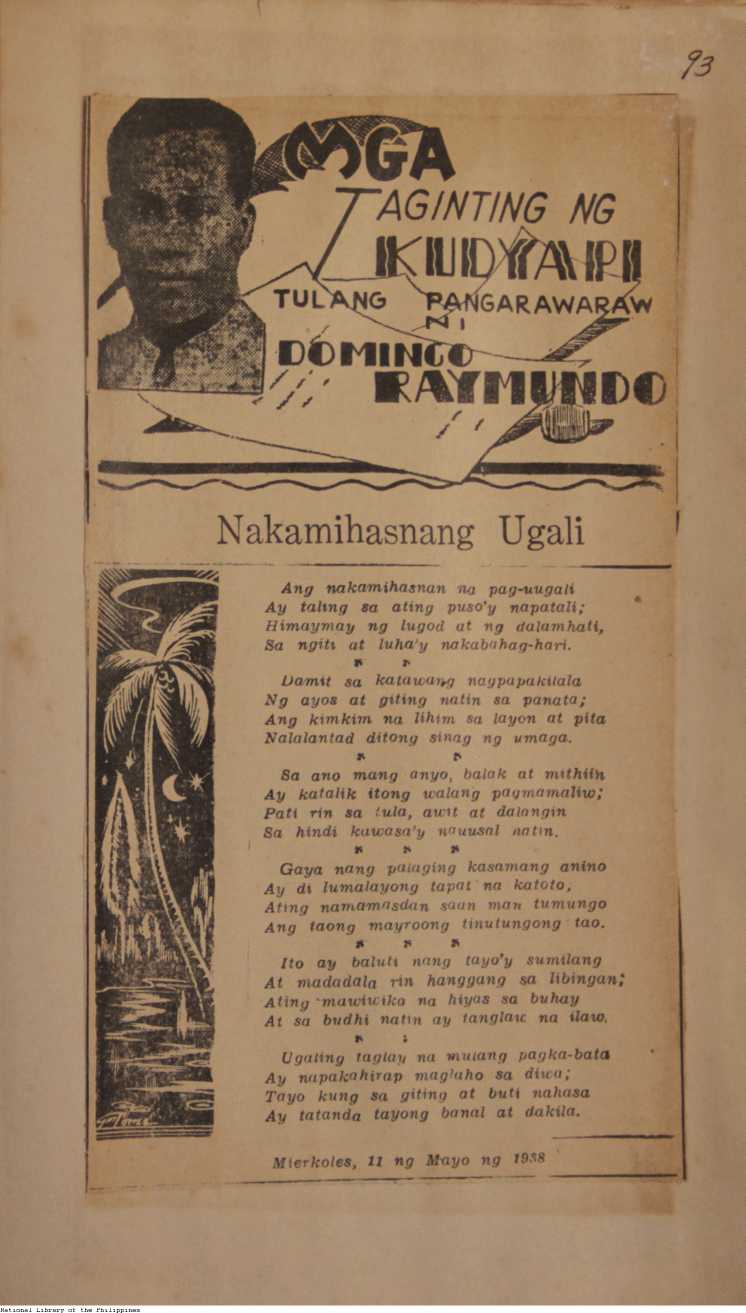 93
MGA
TAGINTING NG
KUDYAPI
TULANG PANGARAWARAW
NI
DOMINGO
RAYMUNDO
Nakamihasnang Ugali
Ang nakamihasnan na pag-uugali
Ay taling sa ating puso'y napatali;
Himaymay ng lugod at ng dalamhati,
Sa ngiti at luha'y nakabahag-hari.
Damit sa katawang nagpapakilala
Ng ayos at giting natin sa panata;
Ang kimkim na lihim sa layon at pita
Nalalantad ditong sinag ng umaga.
Sa ano mang anyo, balak at mithiin
Ay katalik itong walang pagmamaliw;
Pati rin sa tula, awit at dalangin
Sa hindi kawasa'y nauusal natin.
Gaya nang palaging kasamang anino
Ay di lumalayong tapat na katoto,
Ating namamasdan saan man tumungo
Ang taong mayroong tinutungong tao.
Ito ay baluti nang tayo'y sumilang
At madadala rin hanggang sa libingan;
Ating mawiwika na hiyas sa buhay
At sa budhi natin ay tanglaw na ilaw.
Ugaling taglay na mulang pagka-bata
Ay napakahirap maglaho sa diwa;
Tayo kung sa giting at buti nahasa
Ay tatanda tayong banal at dakila.
Mierkoles, 11 ng Mayo ng 1938
National Library of the Philippines